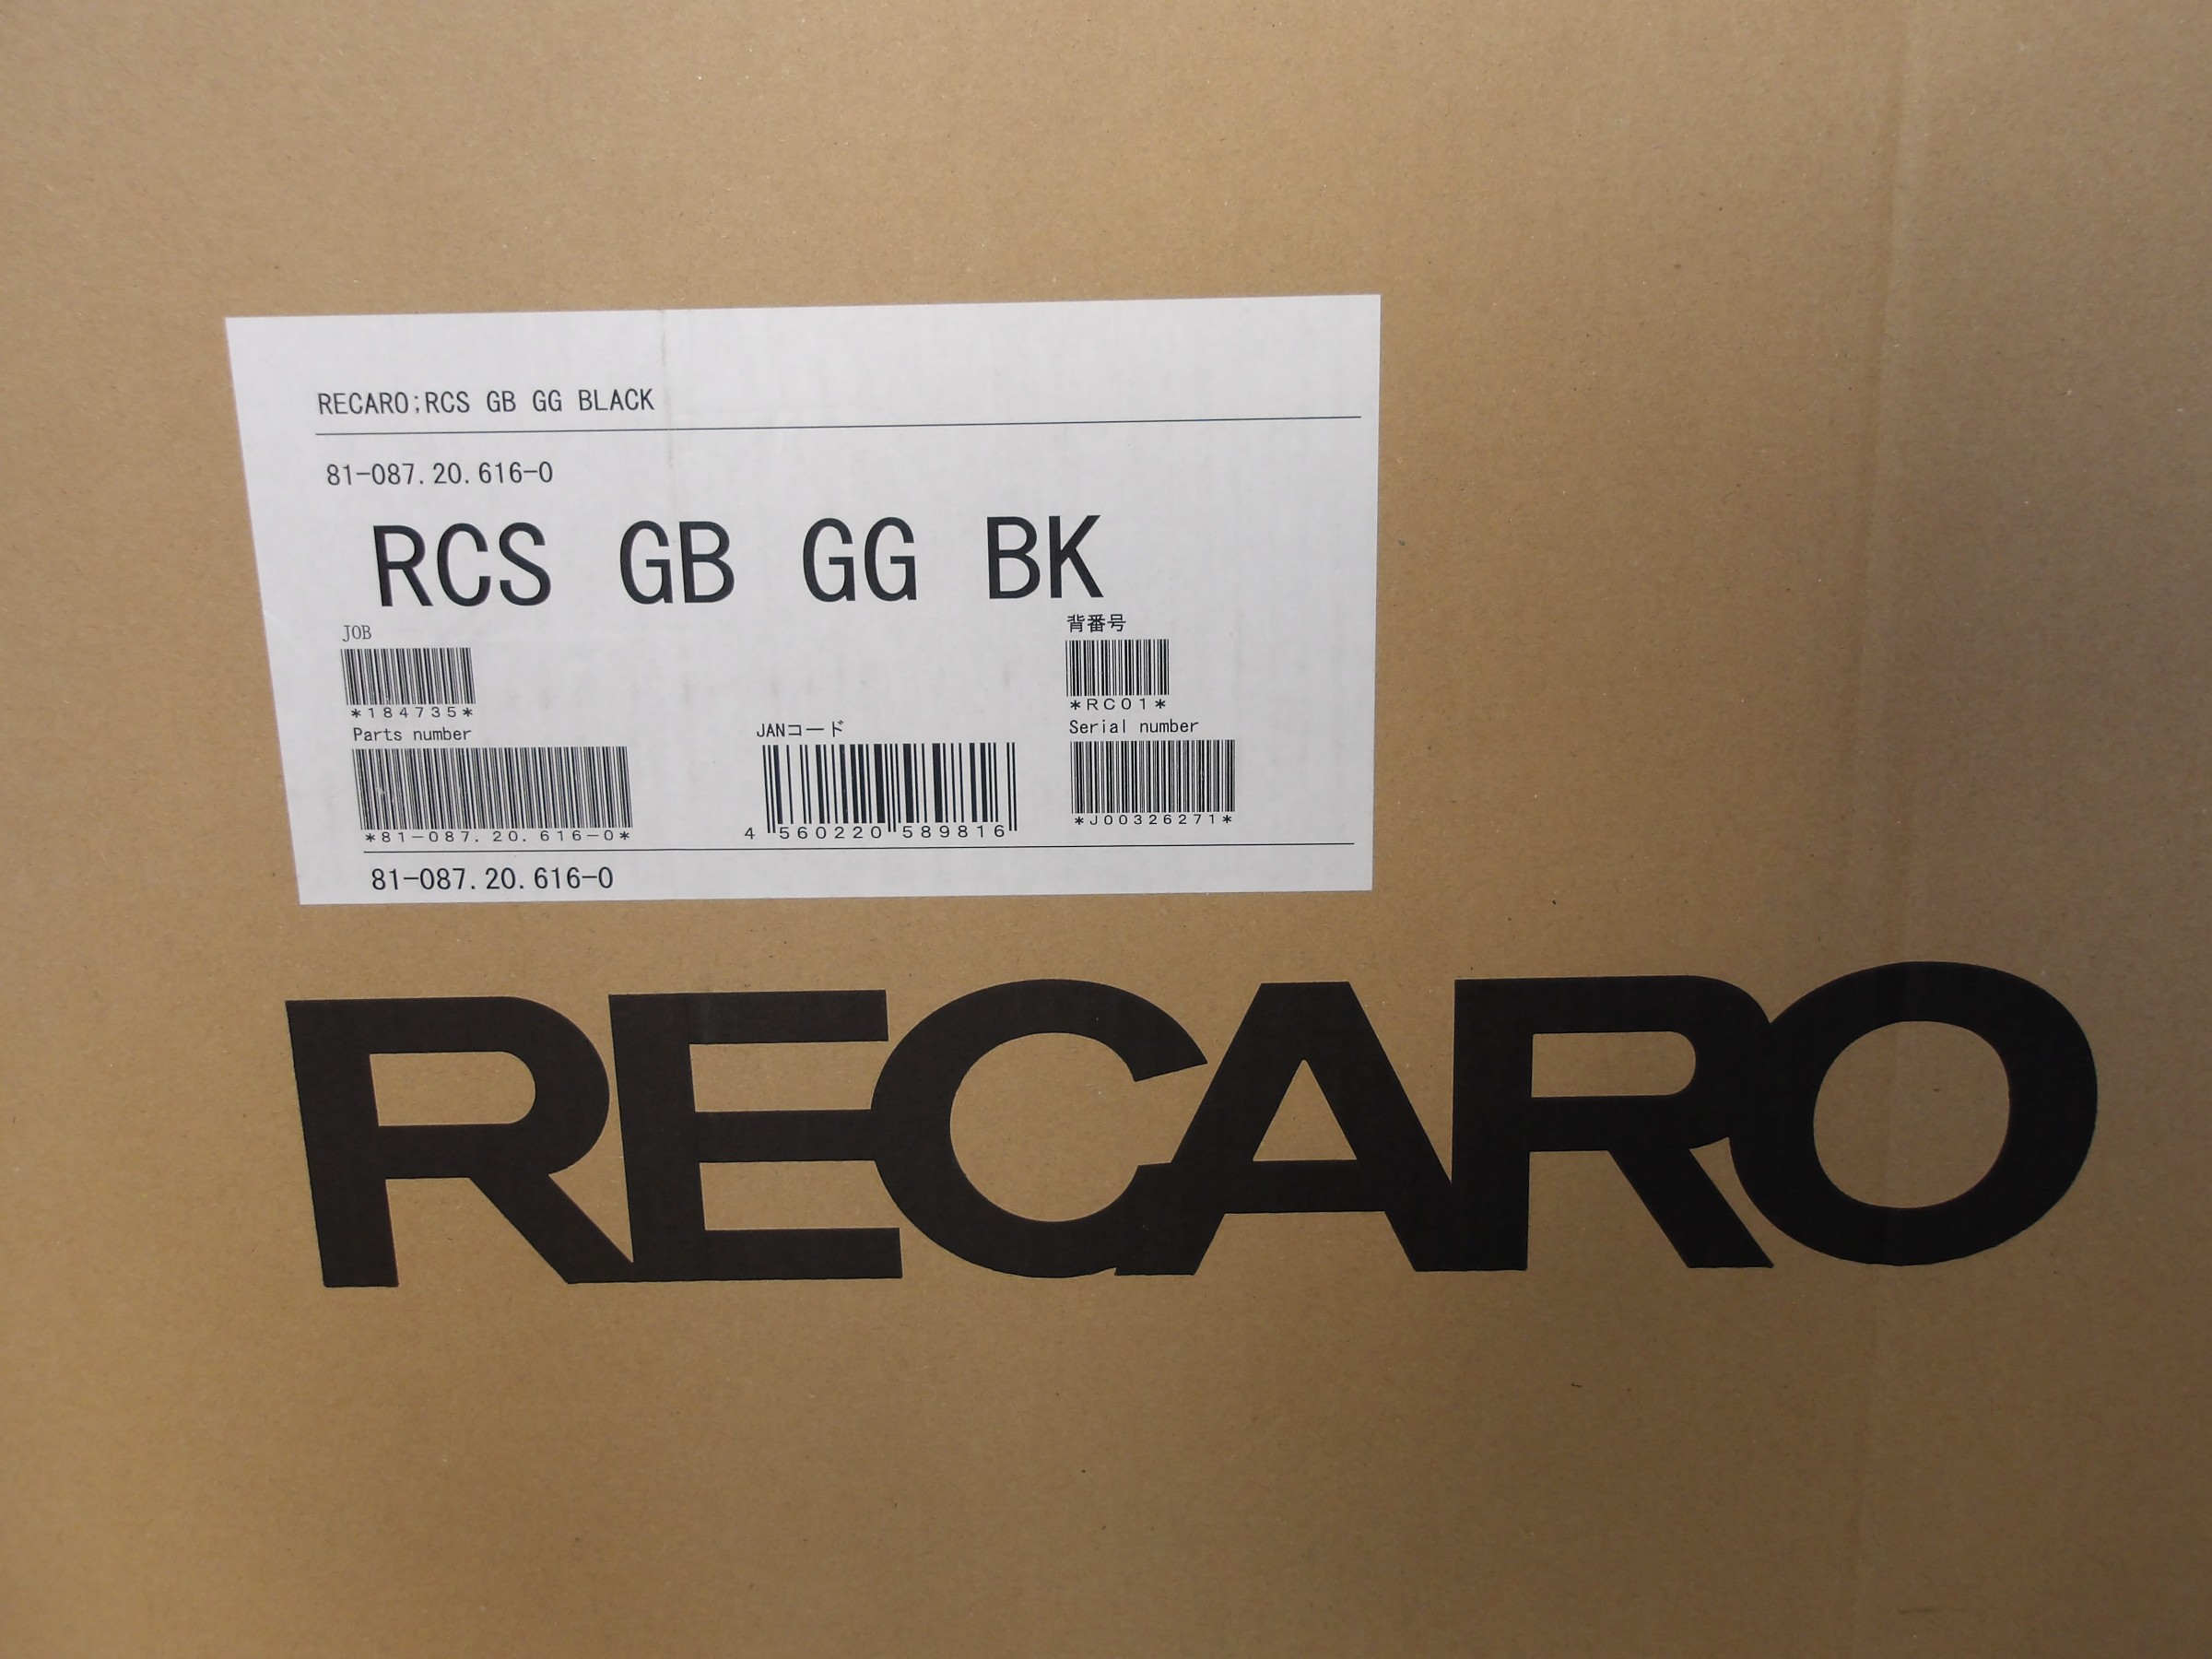 RECARO;RCS GB GG BLACK
81-087.20.616-0
RCS GB GG BK
JOB
*184735*
背番号
*RC01*
Parts number
*81-087.20.616-0*
JANコード
4 560220 589816
Serial number
*J00326271*
81-087.20.616-0
RECARO